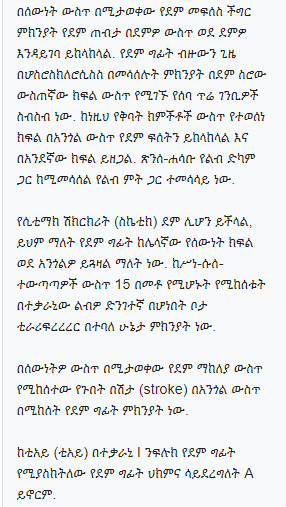 በሰውነት ውስጥ በሚታወቀው የደም መፍሰስ ችግር
ምክንያት የደም ጠብታ በደምዎ ውስጥ ወደ ደምዎ
እንዳይገባ ይከላከላል. የደም ግፊት ብዙውን ጊዜ
በሆስሮስክለሮሲስስ በመሳሰሉት ምክንያት በደም ስሮው
ውስጠኛው ክፍል ውስጥ የሚገኙ የሰባ ጥሬ ገንቢዎች
ስብስብ ነው. ከነዚህ የቅባት ክምችቶች ውስጥ የተወሰነ
ክፍል በአንጎል ውስጥ የደም ፍሰትን ይከላከላል እና
በአንደኛው ክፍል ይዘጋል. ጽንሰ-ሐሳቡ የልብ ድካም
ጋር ከሚመሳሰል የልብ ምት ጋር ተመሳሳይ ነው.
የሲቲማክ ሽክርክሪት (ስኬቲክ) ደም ሊሆን ይችላል,
ይህም ማለት የደም ግፊት ከሌላኛው የሰውነት ክፍል
ወደ አንጎልዎ ይጓዛል ማለት ነው. ከሥነ-ሱሰ-
ተውጣጣዎች ውስጥ 15 በመቶ የሚሆኑት የሚከሰቱት
በተቃራኒው ልብዎ ድንገተኛ በሆነበት ቦታ
ቲራሪፍረረረር በተባለ ሁኔታ ምክንያት ነው.
በሰውነትዎ ውስጥ በሚታወቀው የደም ማከለያ ውስጥ
የሚከሰተው የጉበት በሽታ (stroke) በአንጎል ውስጥ
በሚከሰት የደም ግፊት ምክንያት ነው.
ከቲአይ (ቲአይ) በተቃራኒ I ንፍሉክ የደም ግፊት
የሚያስከትለው የደም ግፊት ህክምና ሳይደረግለት A
ይኖርም.